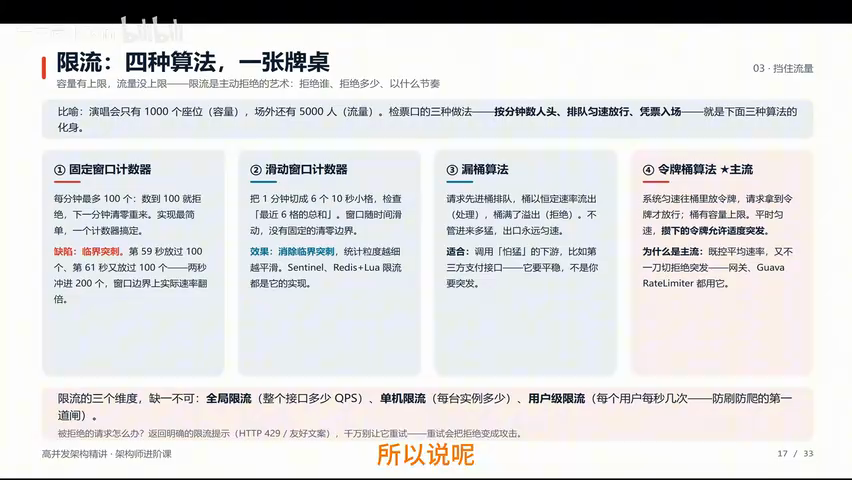 bilibili
限流：四种算法，一张牌桌
03 · 挡住流量
容量有上限，流量没上限——限流是主动拒绝的艺术：拒绝谁、拒绝多少、以什么节奏
比喻：演唱会只有 1000 个座位（容量），场外还有 5000 人（流量）。检票口的三种做法——按分钟数人头、排队匀速放行、凭票入场——就是下面三种算法的
化身。
① 固定窗口计数器
每分钟最多 100 个：数到 100 就拒
绝，下一分钟清零重来。实现最简
单，一个计数器搞定。
缺陷：临界突刺。第 59 秒放过 100
个、第 61 秒又放过 100 个——两秒
冲进 200 个，窗口边界上实际速率翻
倍。
② 滑动窗口计数器
把 1 分钟切成 6 个 10 秒小格，检查
「最近 6 格的总和」。窗口随时间滑
动，没有固定的清零边界。
效果：消除临界突刺，统计粒度越细
越平滑。Sentinel、Redis+Lua 限流
都是它的实现。
③ 漏桶算法
请求先进桶排队，桶以恒定速率流出
（处理），桶满了溢出（拒绝）。不
管进来多猛，出口永远匀速。
适合：调用「怕猛」的下游，比如第
三方支付接口——它要平稳，不是你
要突发。
④ 令牌桶算法 ★主流
系统匀速往桶里放令牌，请求拿到令
牌才放行；桶有容量上限。平时匀
速，攒下的令牌允许适度突发。
为什么是主流：既控平均速率，又不
一刀切拒绝突发——网关、Guava
RateLimiter 都用它。
限流的三个维度，缺一不可：全局限流（整个接口多少 QPS）、单机限流（每台实例多少）、用户级限流（每个用户每秒几次——防刷防爬的第一
道闸）。
被拒绝的请求怎么办？返回明确的限流提示（HTTP 429 / 友好文案），千万别让它重试——重试会把拒绝变成攻击。
高并发架构精讲 · 架构师进阶课
17 / 33
所以说呢